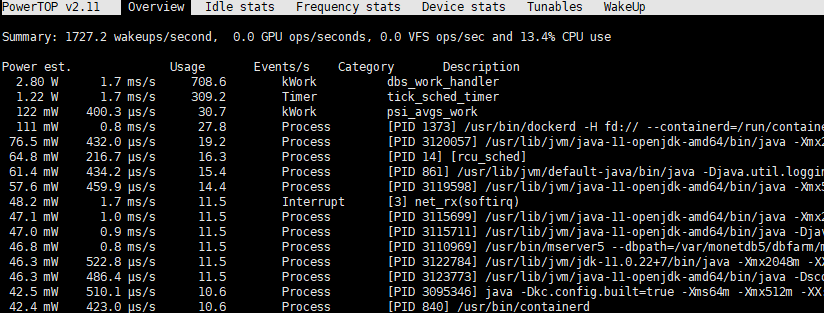 PowerTOP v2.11 Overview Idle stats Frequency stats Device stats Tunables WakeUp
Summary: 1727.2 wakeups/second, 0.0 GPU ops/seconds, 0.0 VFS ops/sec and 13.4% CPU use
Power est. Usage Events/s Category Description
2.80 W 1.7 ms/s 708.6 kWork dbs_work_handler
1.22 W 1.7 ms/s 309.2 Timer tick_sched_timer
122 mW 400.3 µs/s 30.7 kWork psi_avgs_work
111 mW 0.8 ms/s 27.8 Process [PID 1373] /usr/bin/dockerd -H fd:// --containerd=/run/containe
76.5 mW 432.0 µs/s 19.2 Process [PID 3120057] /usr/lib/jvm/java-11-openjdk-amd64/bin/java -Xmx2
64.8 mW 216.7 µs/s 16.3 Process [PID 14] [rcu_sched]
61.4 mW 434.2 µs/s 15.4 Process [PID 861] /usr/lib/jvm/default-java/bin/java -Djava.util.loggin
57.6 mW 459.9 µs/s 14.4 Process [PID 3119598] /usr/lib/jvm/java-11-openjdk-amd64/bin/java -Xmx5
48.2 mW 1.7 ms/s 11.5 Interrupt [3] net_rx(softirq)
47.1 mW 1.0 ms/s 11.5 Process [PID 3115699] /usr/lib/jvm/java-11-openjdk-amd64/bin/java -Xmx2
47.0 mW 0.9 ms/s 11.5 Process [PID 3115711] /usr/lib/jvm/java-11-openjdk-amd64/bin/java -Djav
46.8 mW 0.8 ms/s 11.5 Process [PID 3110969] /usr/bin/mserver5 --dbpath=/var/monetdb5/dbfarm/m
46.3 mW 522.8 µs/s 11.5 Process [PID 3122784] /usr/lib/jvm/jdk-11.0.22+7/bin/java -Xmx2048m -XX
46.3 mW 486.4 µs/s 11.5 Process [PID 3123773] /usr/lib/jvm/java-11-openjdk-amd64/bin/java -Dsco
42.5 mW 510.1 µs/s 10.6 Process [PID 3095346] java -Dkc.config.built=true -Xms64m -Xmx512m -XX:
42.4 mW 423.0 µs/s 10.6 Process [PID 840] /usr/bin/containerd